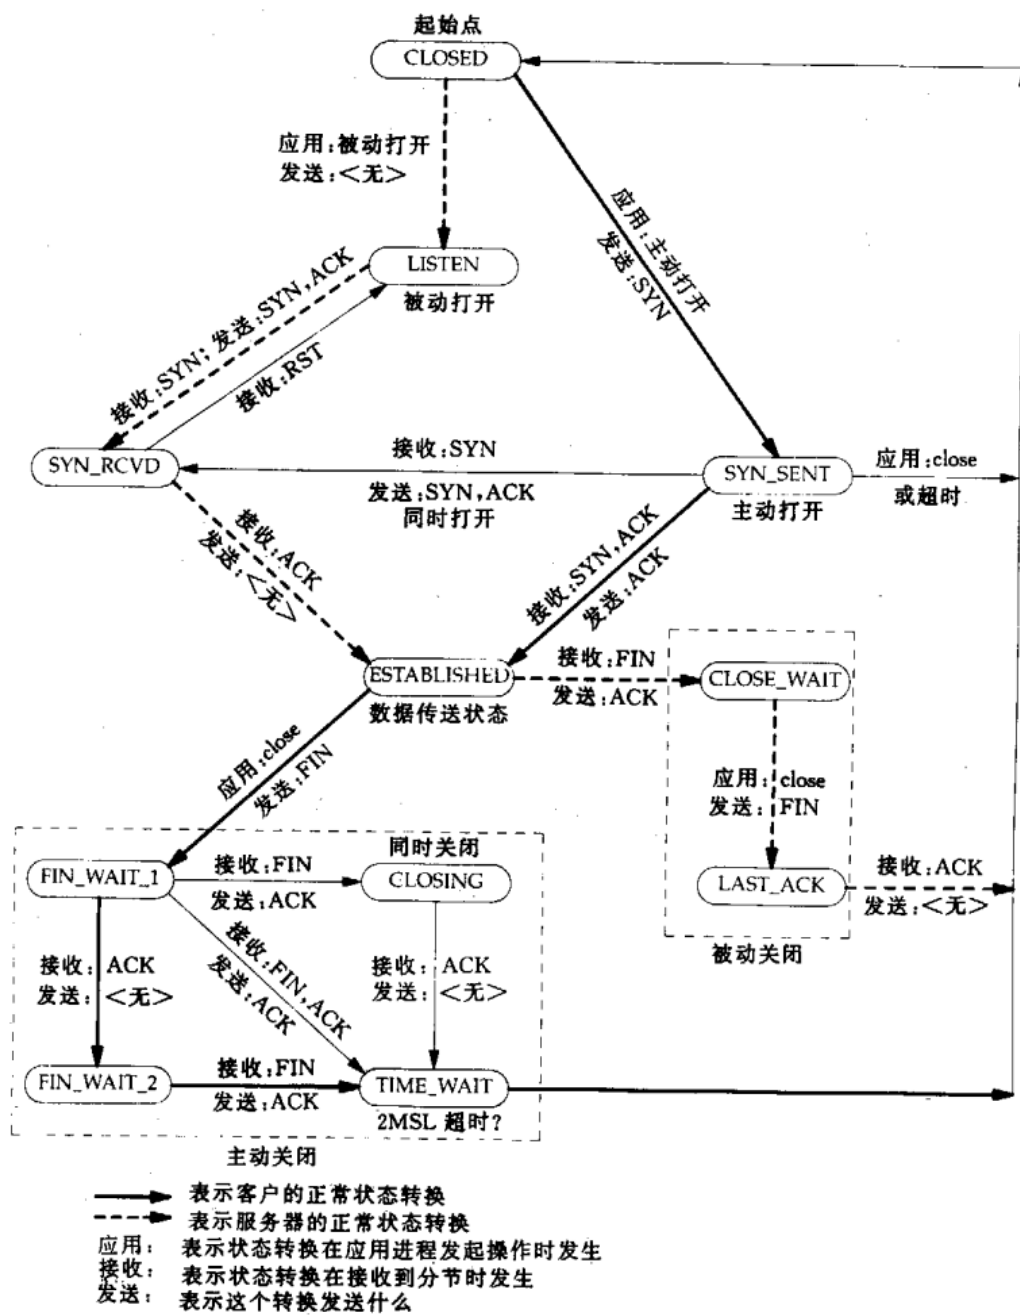 起始点
CLOSED
应用:被动打开
发送:<无>
应用:主动打开
发送:SYN
LISTEN
被动打开
接收:SYN; 发送:SYN,ACK
接收:RST
SYN_RCVD
接收:SYN
发送:SYN,ACK
同时打开
SYN_SENT
主动打开
应用:close
或超时
接收:ACK
发送:<无>
接收:SYN,ACK
发送:ACK
ESTABLISHED
数据传送状态
接收:FIN
发送:ACK
CLOSE_WAIT
应用:close
发送:FIN
应用:close
发送:FIN
LAST_ACK
接收:ACK
发送:<无>
被动关闭
同时关闭
FIN_WAIT_1
接收:FIN
发送:ACK
CLOSING
接收:ACK
发送:<无>
接收:FIN,ACK
发送:ACK
接收:ACK
发送:<无>
FIN_WAIT_2
接收:FIN
发送:ACK
TIME_WAIT
2MSL 超时?
主动关闭
表示客户的正常状态转换
表示服务器的正常状态转换
应用: 表示状态转换在应用进程发起操作时发生
接收: 表示状态转换在接收到分节时发生
发送: 表示这个转换发送什么